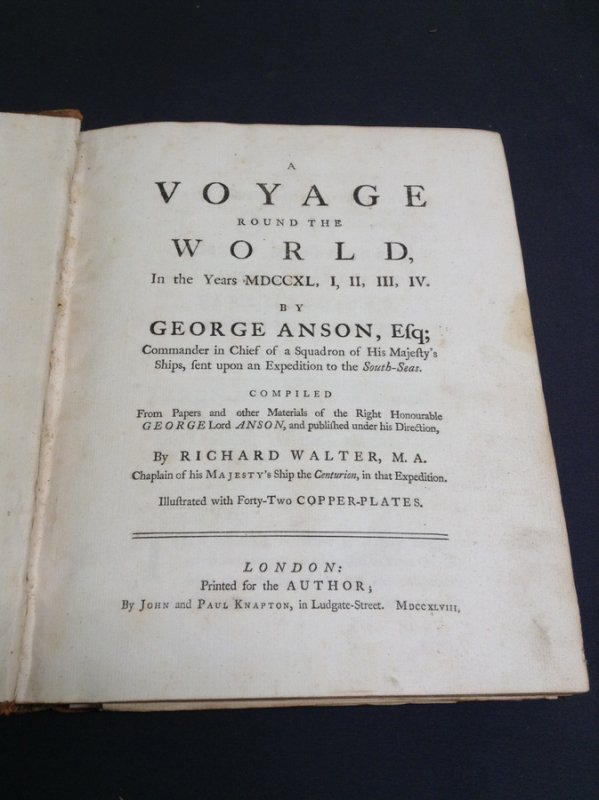 A
VOYAGE
ROUND THE
WORLD,
In the Years MDCCXL, I, II, III, IV.
BY
GEORGE ANSON, Eſq;
Commander in Chief of a Squadron of His Majeſty's
Ships, ſent upon an Expedition to the South-Seas.
COMPILED
From Papers and other Materials of the Right Honourable
GEORGE Lord ANSON, and publiſhed under his Direction,
By RICHARD WALTER, M. A.
Chaplain of his MAJESTY's Ship the Centurion, in that Expedition.
Illuſtrated with Forty-Two COPPER-PLATES.
LONDON:
Printed for the AUTHOR;
By JOHN and PAUL KNAPTON, in Ludgate-Street. MDCCXLVIII,